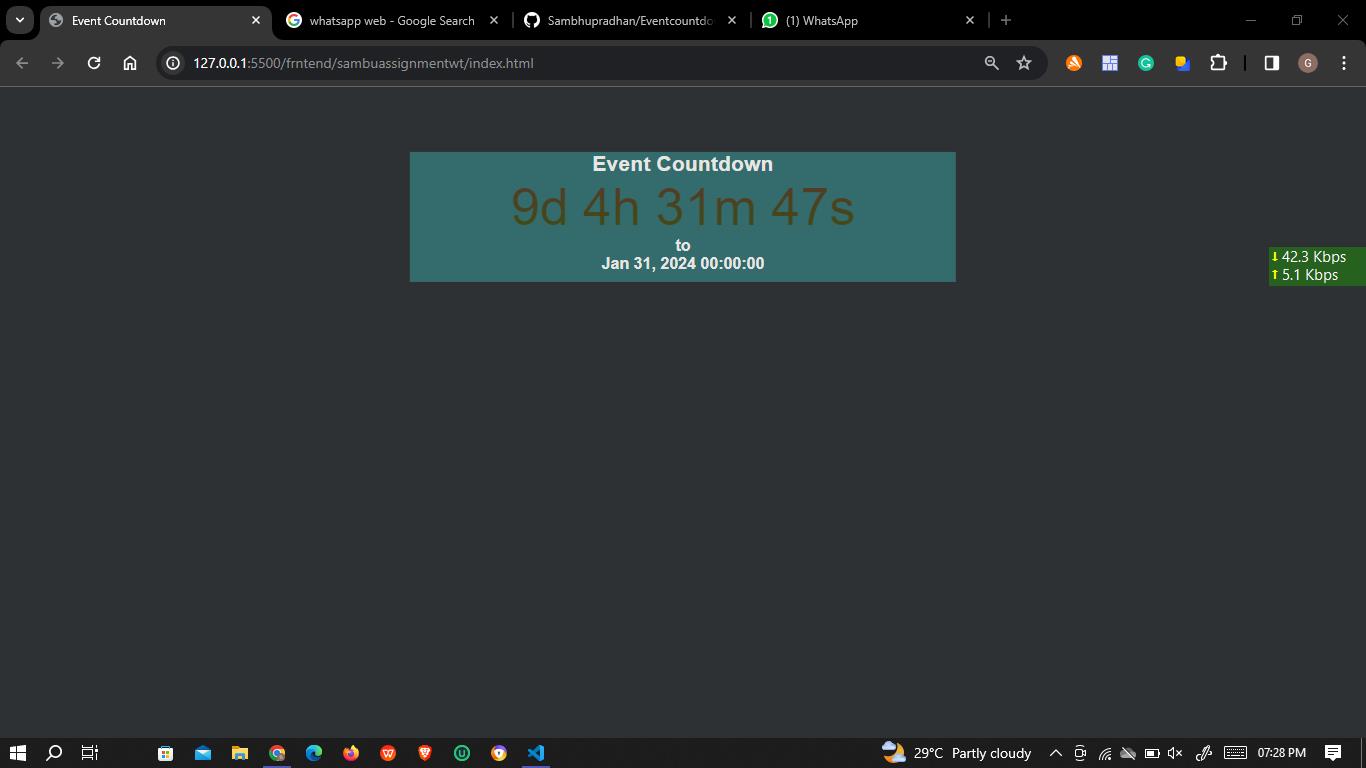 Event Countdown
whatsapp web - Google Search
Sambhupradhan/Eventcountdo
(1) WhatsApp
127.0.0.1:5500/frntend/sambuassignmentwt/index.html
G
Event Countdown
9d 4h 31m 47s
to
Jan 31, 2024 00:00:00
42.3 Kbps
5.1 Kbps
29°C Partly cloudy
07:28 PM